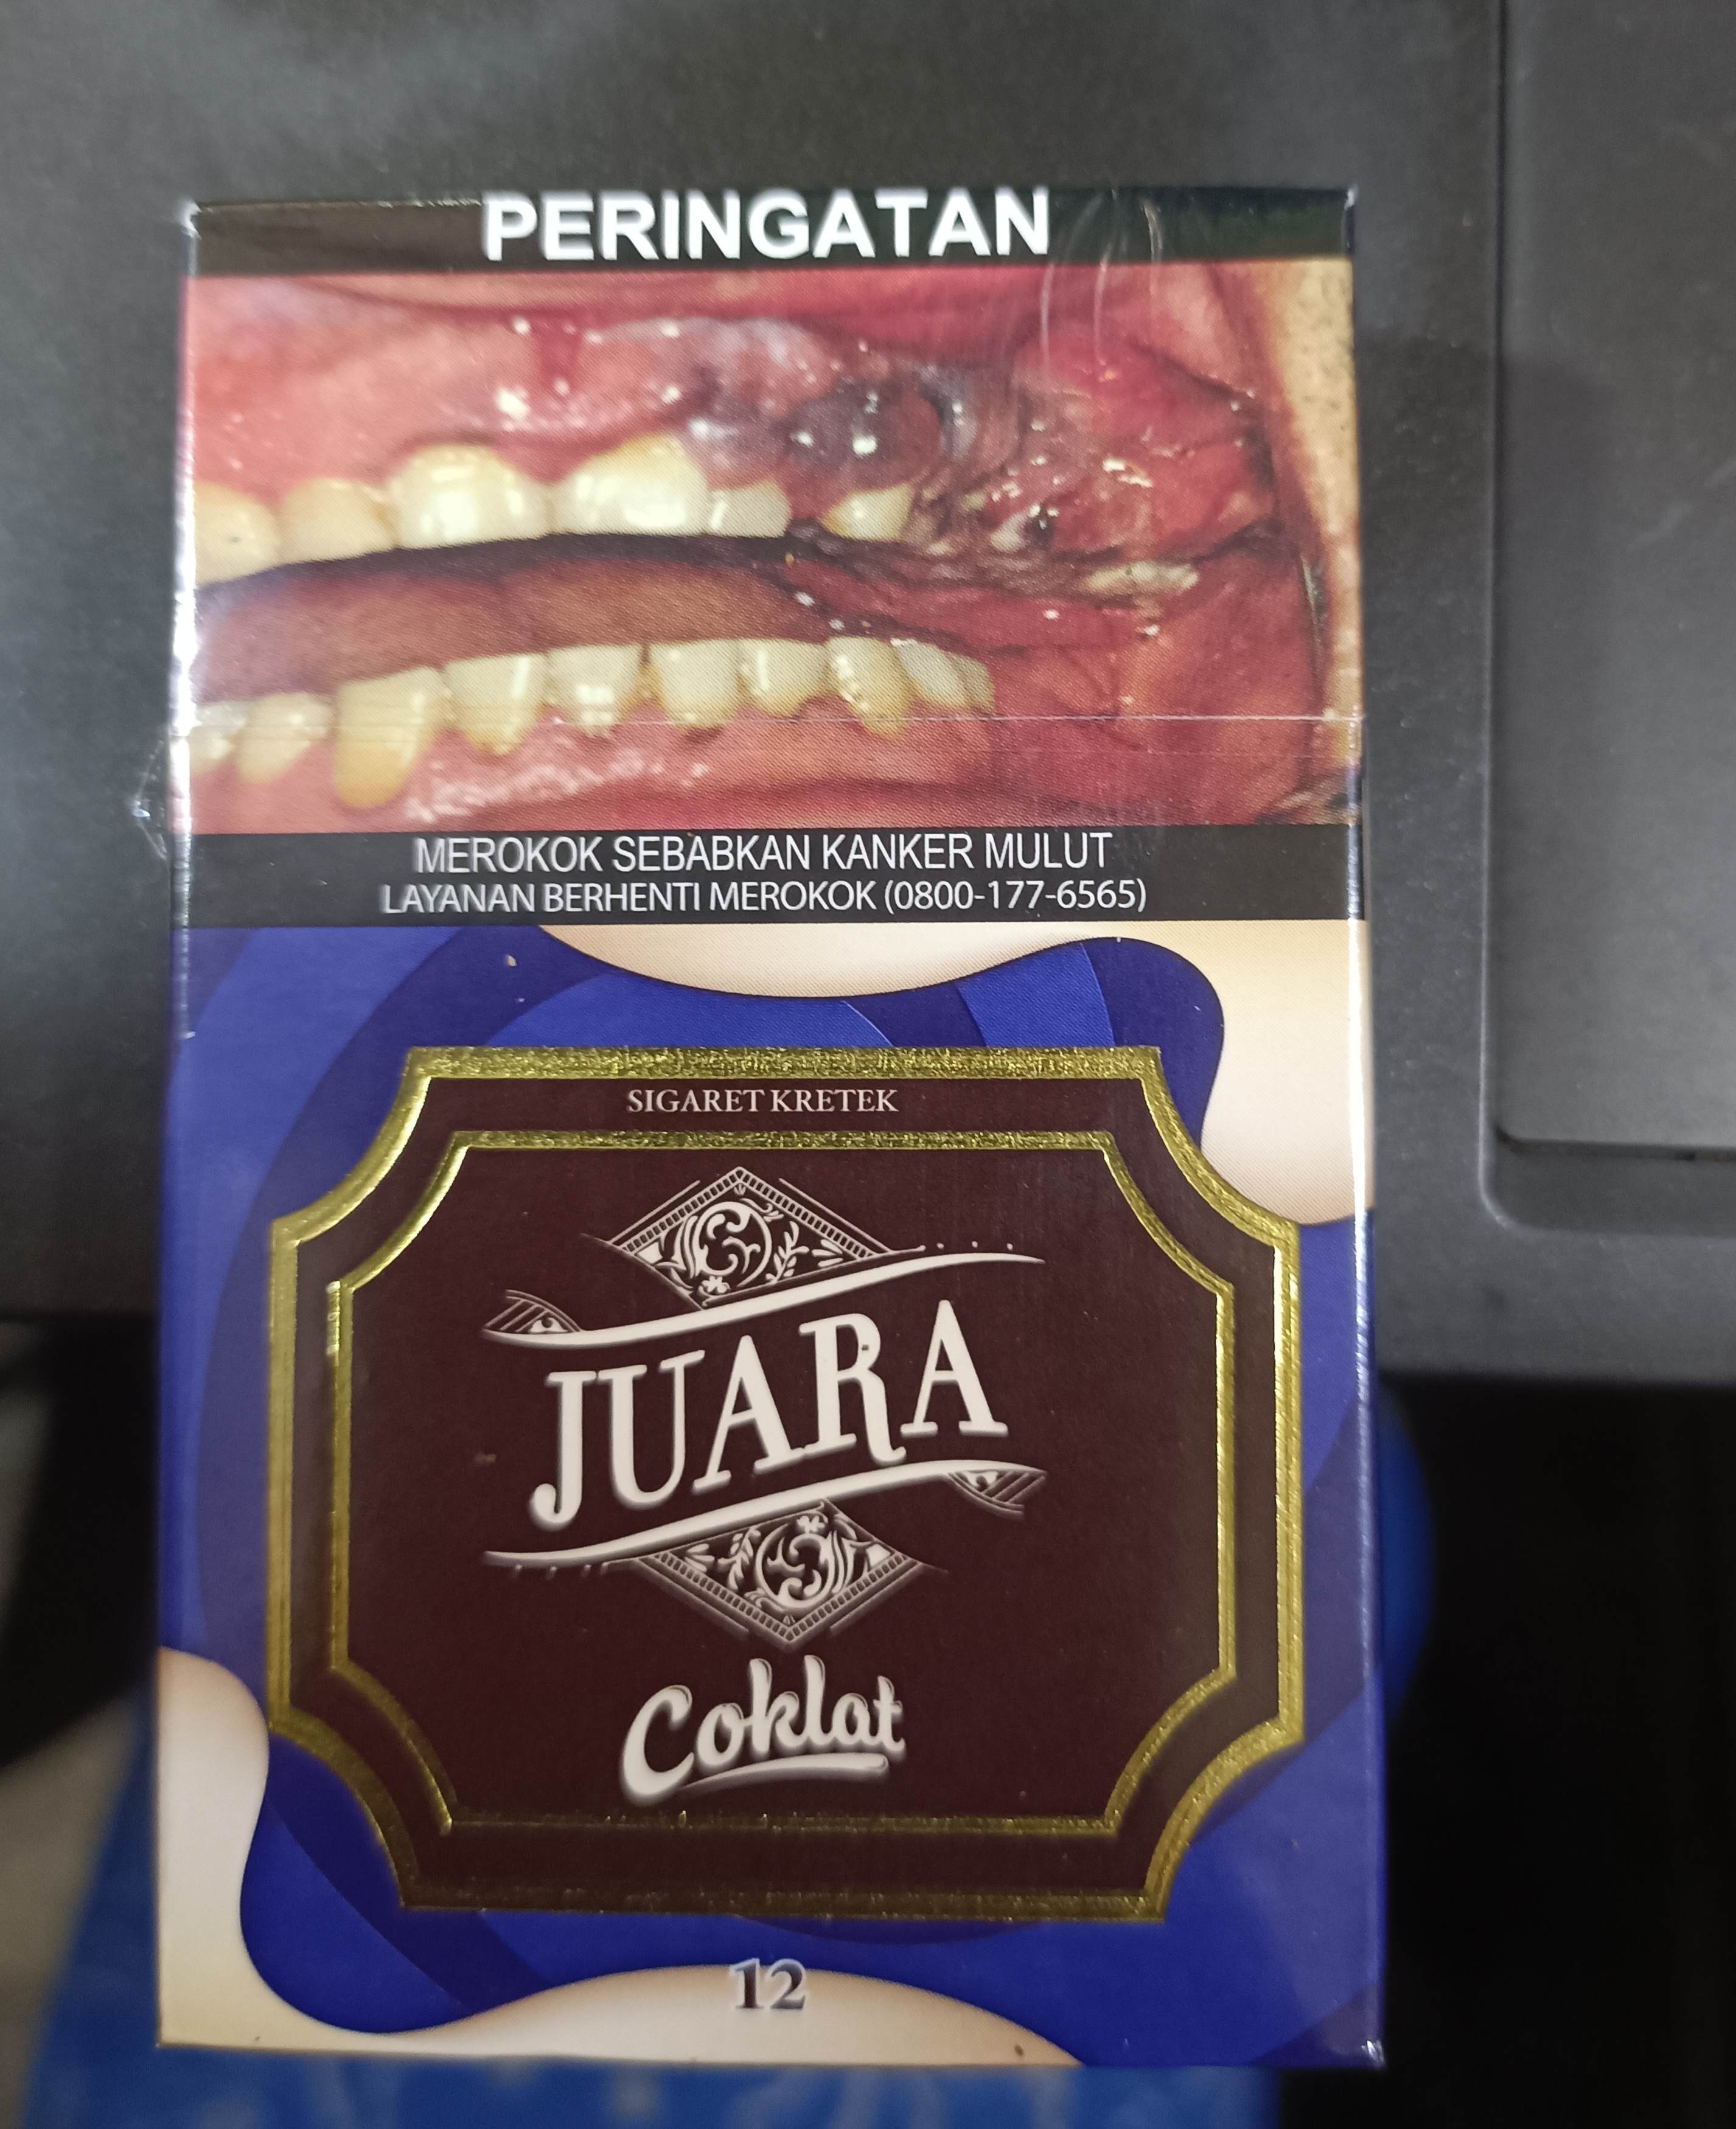 PERINGATAN
MEROKOK SEBABKAN KANKER MULUT
LAYANAN BERHENTI MEROKOK (0800-177-6565)
SIGARET KRETEK
JUARA
Coklat
12